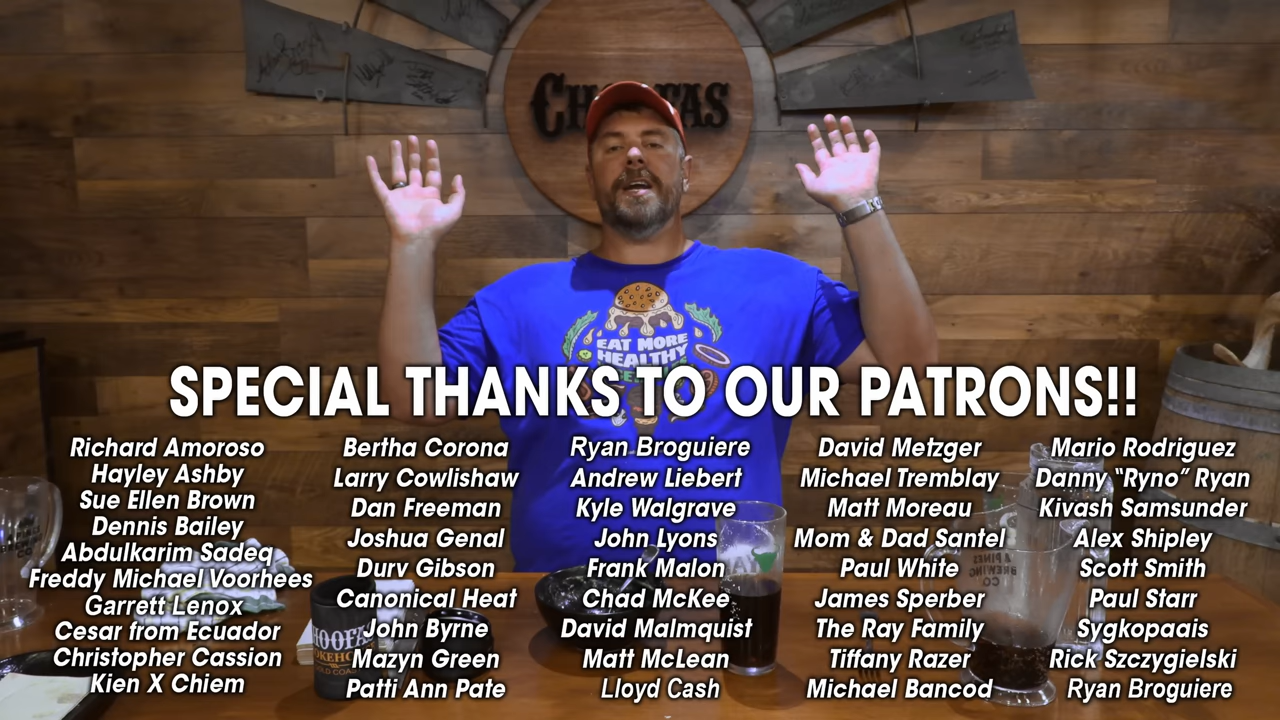 EAT MORE
HEALTHY
SPECIAL THANKS TO OUR PATRONS!!
Richard Amoroso
Hayley Ashby
Sue Ellen Brown
Dennis Bailey
Abdulkarim Sadeq
Freddy Michael Voorhees
Garrett Lenox
Cesar from Ecuador
Christopher Cassion
Kien X Chiem
Bertha Corona
Larry Cowlishaw
Dan Freeman
Joshua Genal
Durv Gibson
Canonical Heat
John Byrne
Mazyn Green
Patti Ann Pate
Ryan Broguiere
Andrew Liebert
Kyle Walgrave
John Lyons
Frank Malon
Chad McKee
David Malmquist
Matt McLean
Lloyd Cash
David Metzger
Michael Tremblay
Matt Moreau
Mom & Dad Santel
Paul White
James Sperber
The Ray Family
Tiffany Razer
Michael Bancod
Mario Rodriguez
Danny “Ryno” Ryan
Kivash Samsunder
Alex Shipley
Scott Smith
Paul Starr
Sygkopaais
Rick Szczygielski
Ryan Broguiere